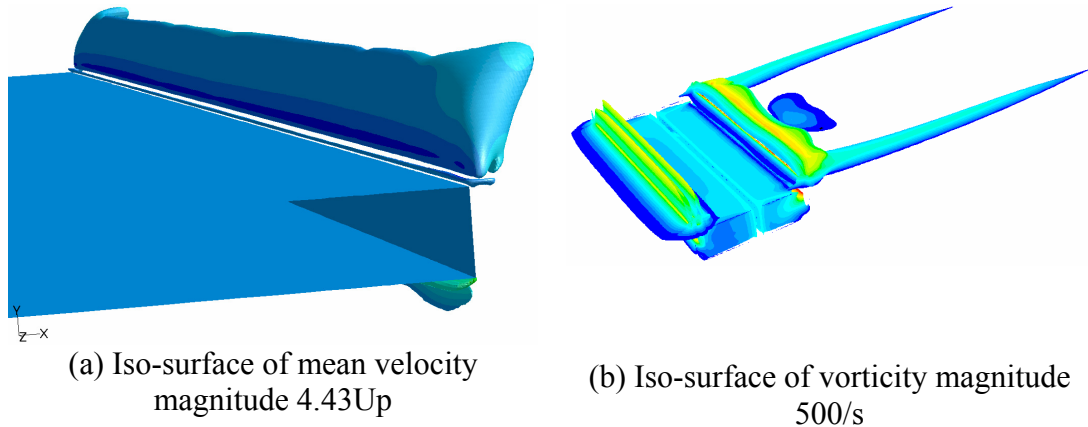 Y
Z X
(a) Iso-surface of mean velocity
magnitude 4.43Up
(b) Iso-surface of vorticity magnitude
500/s